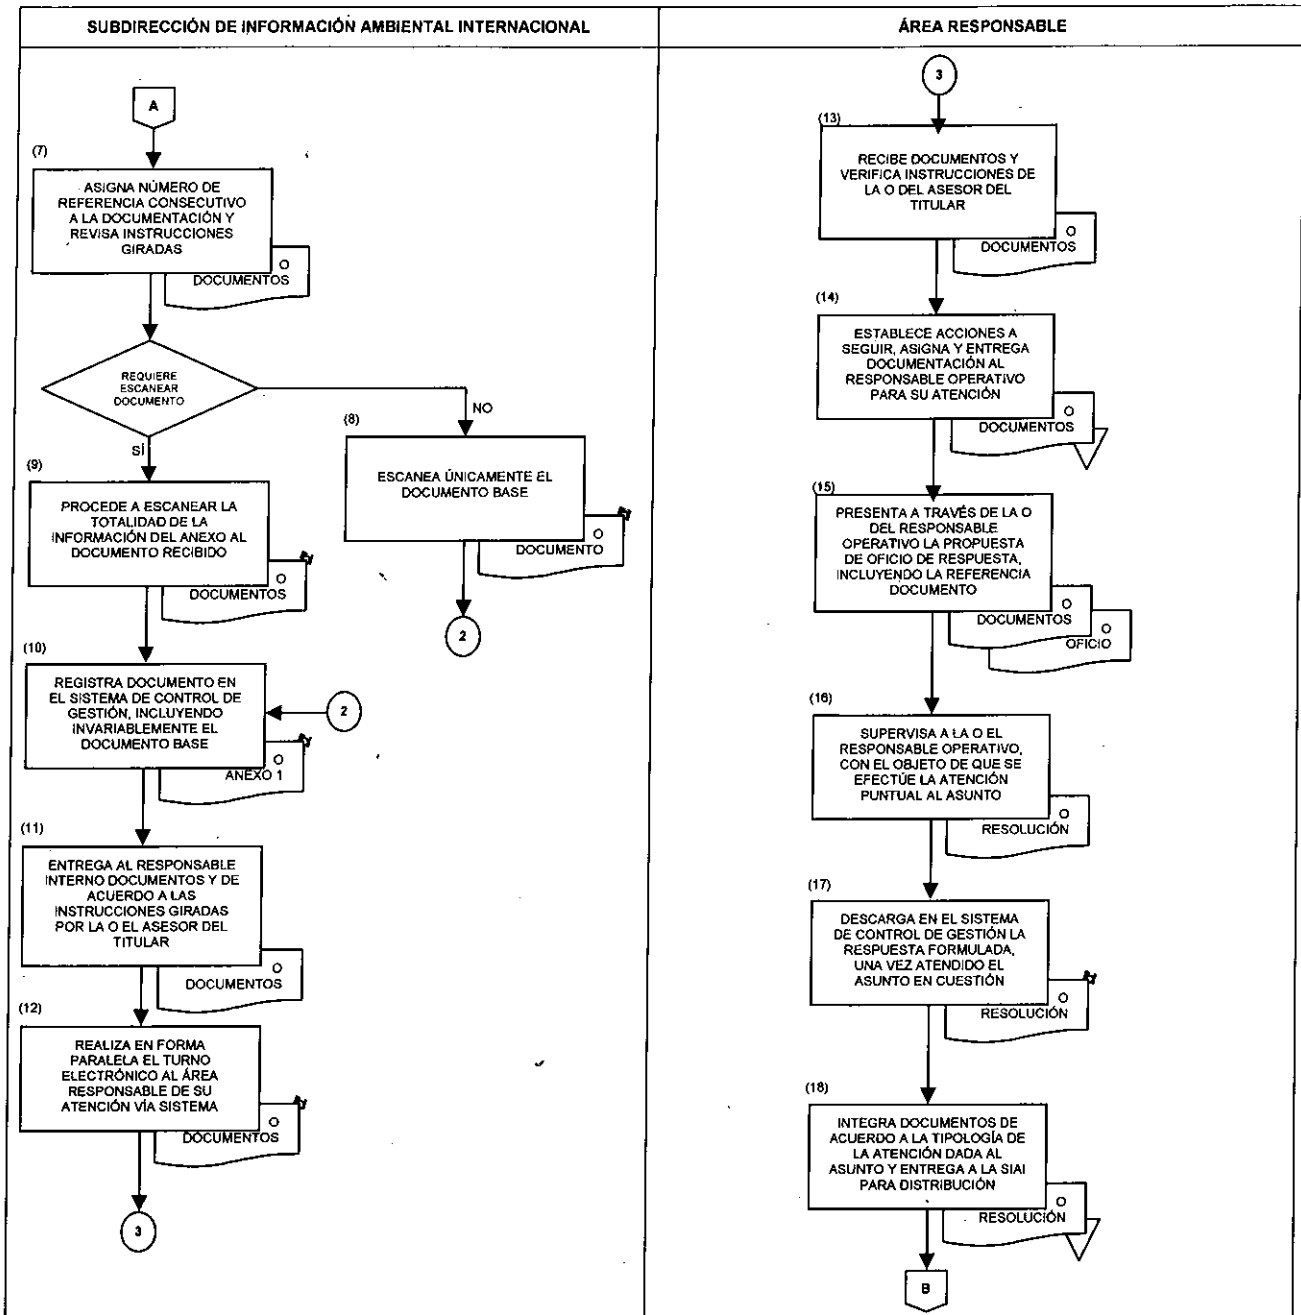 SUBDIRECCIÓN DE INFORMACIÓN AMBIENTAL INTERNACIONAL
ÁREA RESPONSABLE
A
(7)
ASIGNA NÚMERO DE
REFERENCIA CONSECUTIVO
A LA DOCUMENTACIÓN Y
REVISA INSTRUCCIONES
GIRADAS
O
DOCUMENTOS
REQUIERE
ESCANEAR
DOCUMENTO
NO
SÍ
(8)
ESCANEA ÚNICAMENTE EL
DOCUMENTO BASE
O
DOCUMENTO
2
(9)
PROCEDE A ESCANEAR LA
TOTALIDAD DE LA
INFORMACIÓN DEL ANEXO AL
DOCUMENTO RECIBIDO
O
DOCUMENTOS
(10)
REGISTRA DOCUMENTO EN
EL SISTEMA DE CONTROL DE
GESTIÓN, INCLUYENDO
INVARIABLEMENTE EL
DOCUMENTO BASE
2
O
ANEXO 1
(11)
ENTREGA AL RESPONSABLE
INTERNO DOCUMENTOS Y DE
ACUERDO A LAS
INSTRUCCIONES GIRADAS
POR LA O EL ASESOR DEL
TITULAR
O
DOCUMENTOS
(12)
REALIZA EN FORMA
PARALELA EL TURNO
ELECTRÓNICO AL ÁREA
RESPONSABLE DE SU
ATENCIÓN VÍA SISTEMA
O
DOCUMENTOS
3
3
(13)
RECIBE DOCUMENTOS Y
VERIFICA INSTRUCCIONES DE
LA O DEL ASESOR DEL
TITULAR
O
DOCUMENTOS
(14)
ESTABLECE ACCIONES A
SEGUIR, ASIGNA Y ENTREGA
DOCUMENTACIÓN AL
RESPONSABLE OPERATIVO
PARA SU ATENCIÓN
O
DOCUMENTOS
(15)
PRESENTA A TRAVÉS DE LA O
DEL RESPONSABLE
OPERATIVO LA PROPUESTA
DE OFICIO DE RESPUESTA,
INCLUYENDO LA REFERENCIA
DOCUMENTO
O
DOCUMENTOS
O
OFICIO
(16)
SUPERVISA A LA O EL
RESPONSABLE OPERATIVO,
CON EL OBJETO DE QUE SE
EFECTÚE LA ATENCIÓN
PUNTUAL AL ASUNTO
O
RESOLUCIÓN
(17)
DESCARGA EN EL SISTEMA
DE CONTROL DE GESTIÓN LA
RESPUESTA FORMULADA,
UNA VEZ ATENDIDO EL
ASUNTO EN CUESTIÓN
O
RESOLUCIÓN
(18)
INTEGRA DOCUMENTOS DE
ACUERDO A LA TIPOLOGÍA DE
LA ATENCIÓN DADA AL
ASUNTO Y ENTREGA A LA SIAI
PARA DISTRIBUCIÓN
O
RESOLUCIÓN
B